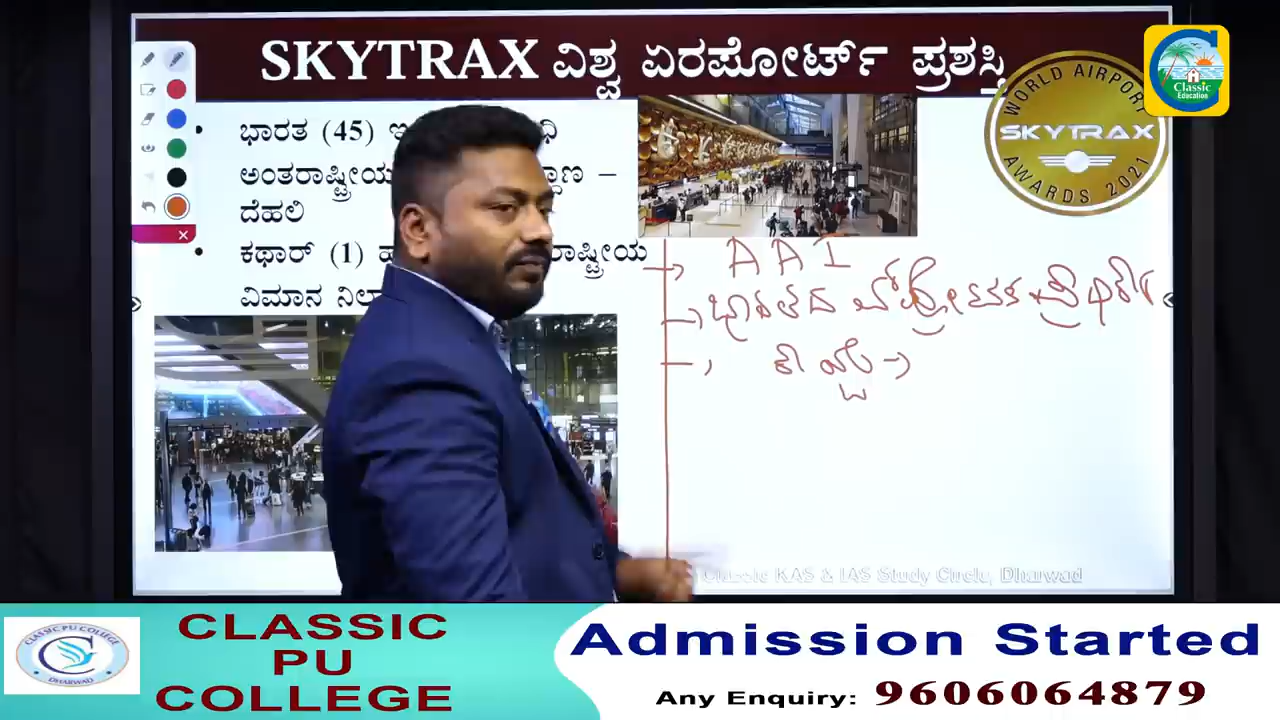 SKYTRAX ವಿಶ್ವ ಏರಪೋರ್ಟ್ ಪ್ರಶಸ್ತಿ
WORLD AIRPORT
SKYTRAX
AWARDS 2021
Classic
Education
ಭಾರತ (45)
ಅಂತರಾಷ್ಟ್ರೀಯ
ದೆಹಲಿ
ಕಥಾರ್ (1)
ವಿಮಾನ
AAI
ಭಾರತದ
Classic KAS & IAS Study Circle, Dharwad
CLASSIC PU COLLEGE
DHARWAD
CLASSIC
PU
COLLEGE
Admission Started
Any Enquiry: 9606064879